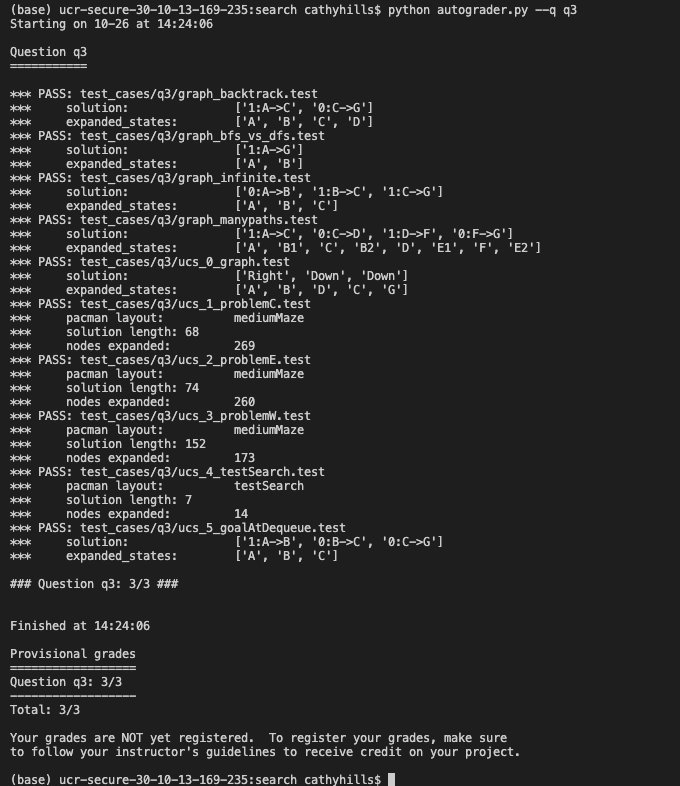 (base) ucr-secure-30-10-13-169-235:search cathyhills$ python autograder.py --q q3
Starting on 10-26 at 14:24:06
Question q3
===========
*** PASS: test_cases/q3/graph_backtrack.test
***     solution:               ['1:A->C', '0:C->G']
***     expanded_states:        ['A', 'B', 'C', 'D']
*** PASS: test_cases/q3/graph_bfs_vs_dfs.test
***     solution:               ['1:A->G']
***     expanded_states:        ['A', 'B']
*** PASS: test_cases/q3/graph_infinite.test
***     solution:               ['0:A->B', '1:B->C', '1:C->G']
***     expanded_states:        ['A', 'B', 'C']
*** PASS: test_cases/q3/graph_manypaths.test
***     solution:               ['1:A->C', '0:C->D', '1:D->F', '0:F->G']
***     expanded_states:        ['A', 'B1', 'C', 'B2', 'D', 'E1', 'F', 'E2']
*** PASS: test_cases/q3/ucs_0_graph.test
***     solution:               ['Right', 'Down', 'Down']
***     expanded_states:        ['A', 'B', 'D', 'C', 'G']
*** PASS: test_cases/q3/ucs_1_problemC.test
***     pacman layout:          mediumMaze
***     solution length: 68
***     nodes expanded:         269
*** PASS: test_cases/q3/ucs_2_problemE.test
***     pacman layout:          mediumMaze
***     solution length: 74
***     nodes expanded:         260
*** PASS: test_cases/q3/ucs_3_problemW.test
***     pacman layout:          mediumMaze
***     solution length: 152
***     nodes expanded:         173
*** PASS: test_cases/q3/ucs_4_testSearch.test
***     pacman layout:          testSearch
***     solution length: 7
***     nodes expanded:         14
*** PASS: test_cases/q3/ucs_5_goalAtDequeue.test
***     solution:               ['1:A->B', '0:B->C', '0:C->G']
***     expanded_states:        ['A', 'B', 'C']
### Question q3: 3/3 ###
Finished at 14:24:06
Provisional grades
==================
Question q3: 3/3
------------------
Total: 3/3
Your grades are NOT yet registered.  To register your grades, make sure
to follow your instructor's guidelines to receive credit on your project.
(base) ucr-secure-30-10-13-169-235:search cathyhills$